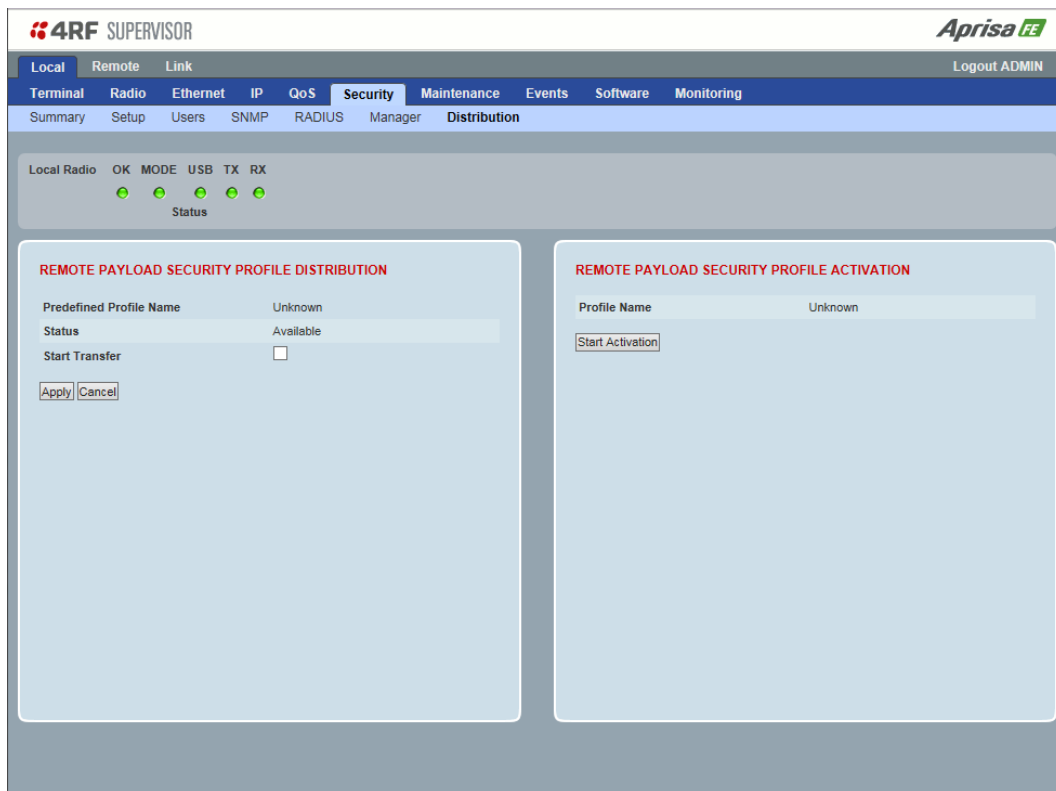 4RF SUPERVISOR
Aprisa FE
Local Remote Link Logout ADMIN
Terminal Radio Ethernet IP QoS Security Maintenance Events Software Monitoring
Summary Setup Users SNMP RADIUS Manager Distribution
Local Radio OK MODE USB TX RX
Status
REMOTE PAYLOAD SECURITY PROFILE DISTRIBUTION
Predefined Profile Name Unknown
Status Available
Start Transfer
Apply Cancel
REMOTE PAYLOAD SECURITY PROFILE ACTIVATION
Profile Name Unknown
Start Activation